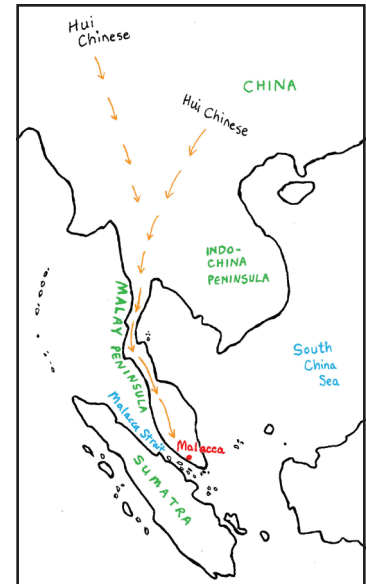 Hui
Chinese
CHINA
Hui Chinese
INDO-
CHINA
PENINSULA
MALAY PENINSULA
South
China
Sea
Malacca Strait
Malacca
SUMATRA